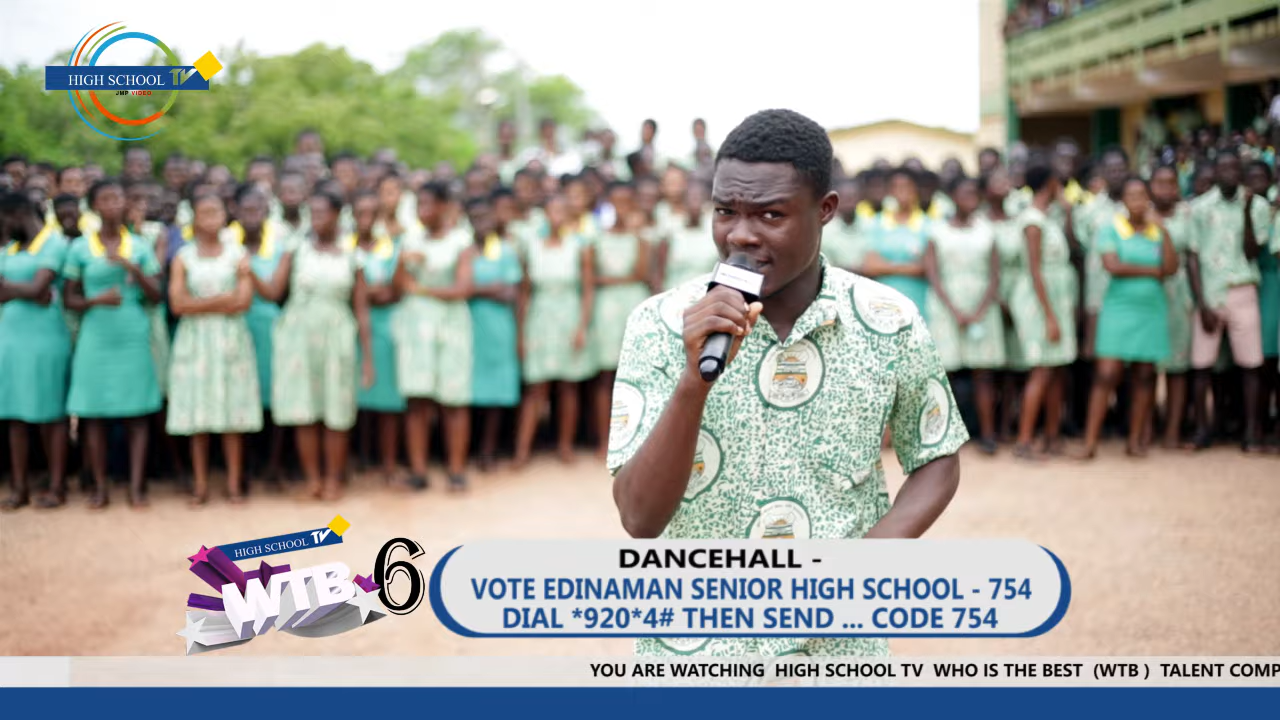 HIGH SCHOOL TV
JMP VIDEO
HIGH SCHOOL TV
WTB 6
DANCEHALL -
VOTE EDINAMAN SENIOR HIGH SCHOOL - 754
DIAL *920*4# THEN SEND ... CODE 754
YOU ARE WATCHING HIGH SCHOOL TV WHO IS THE BEST (WTB ) TALENT COMP